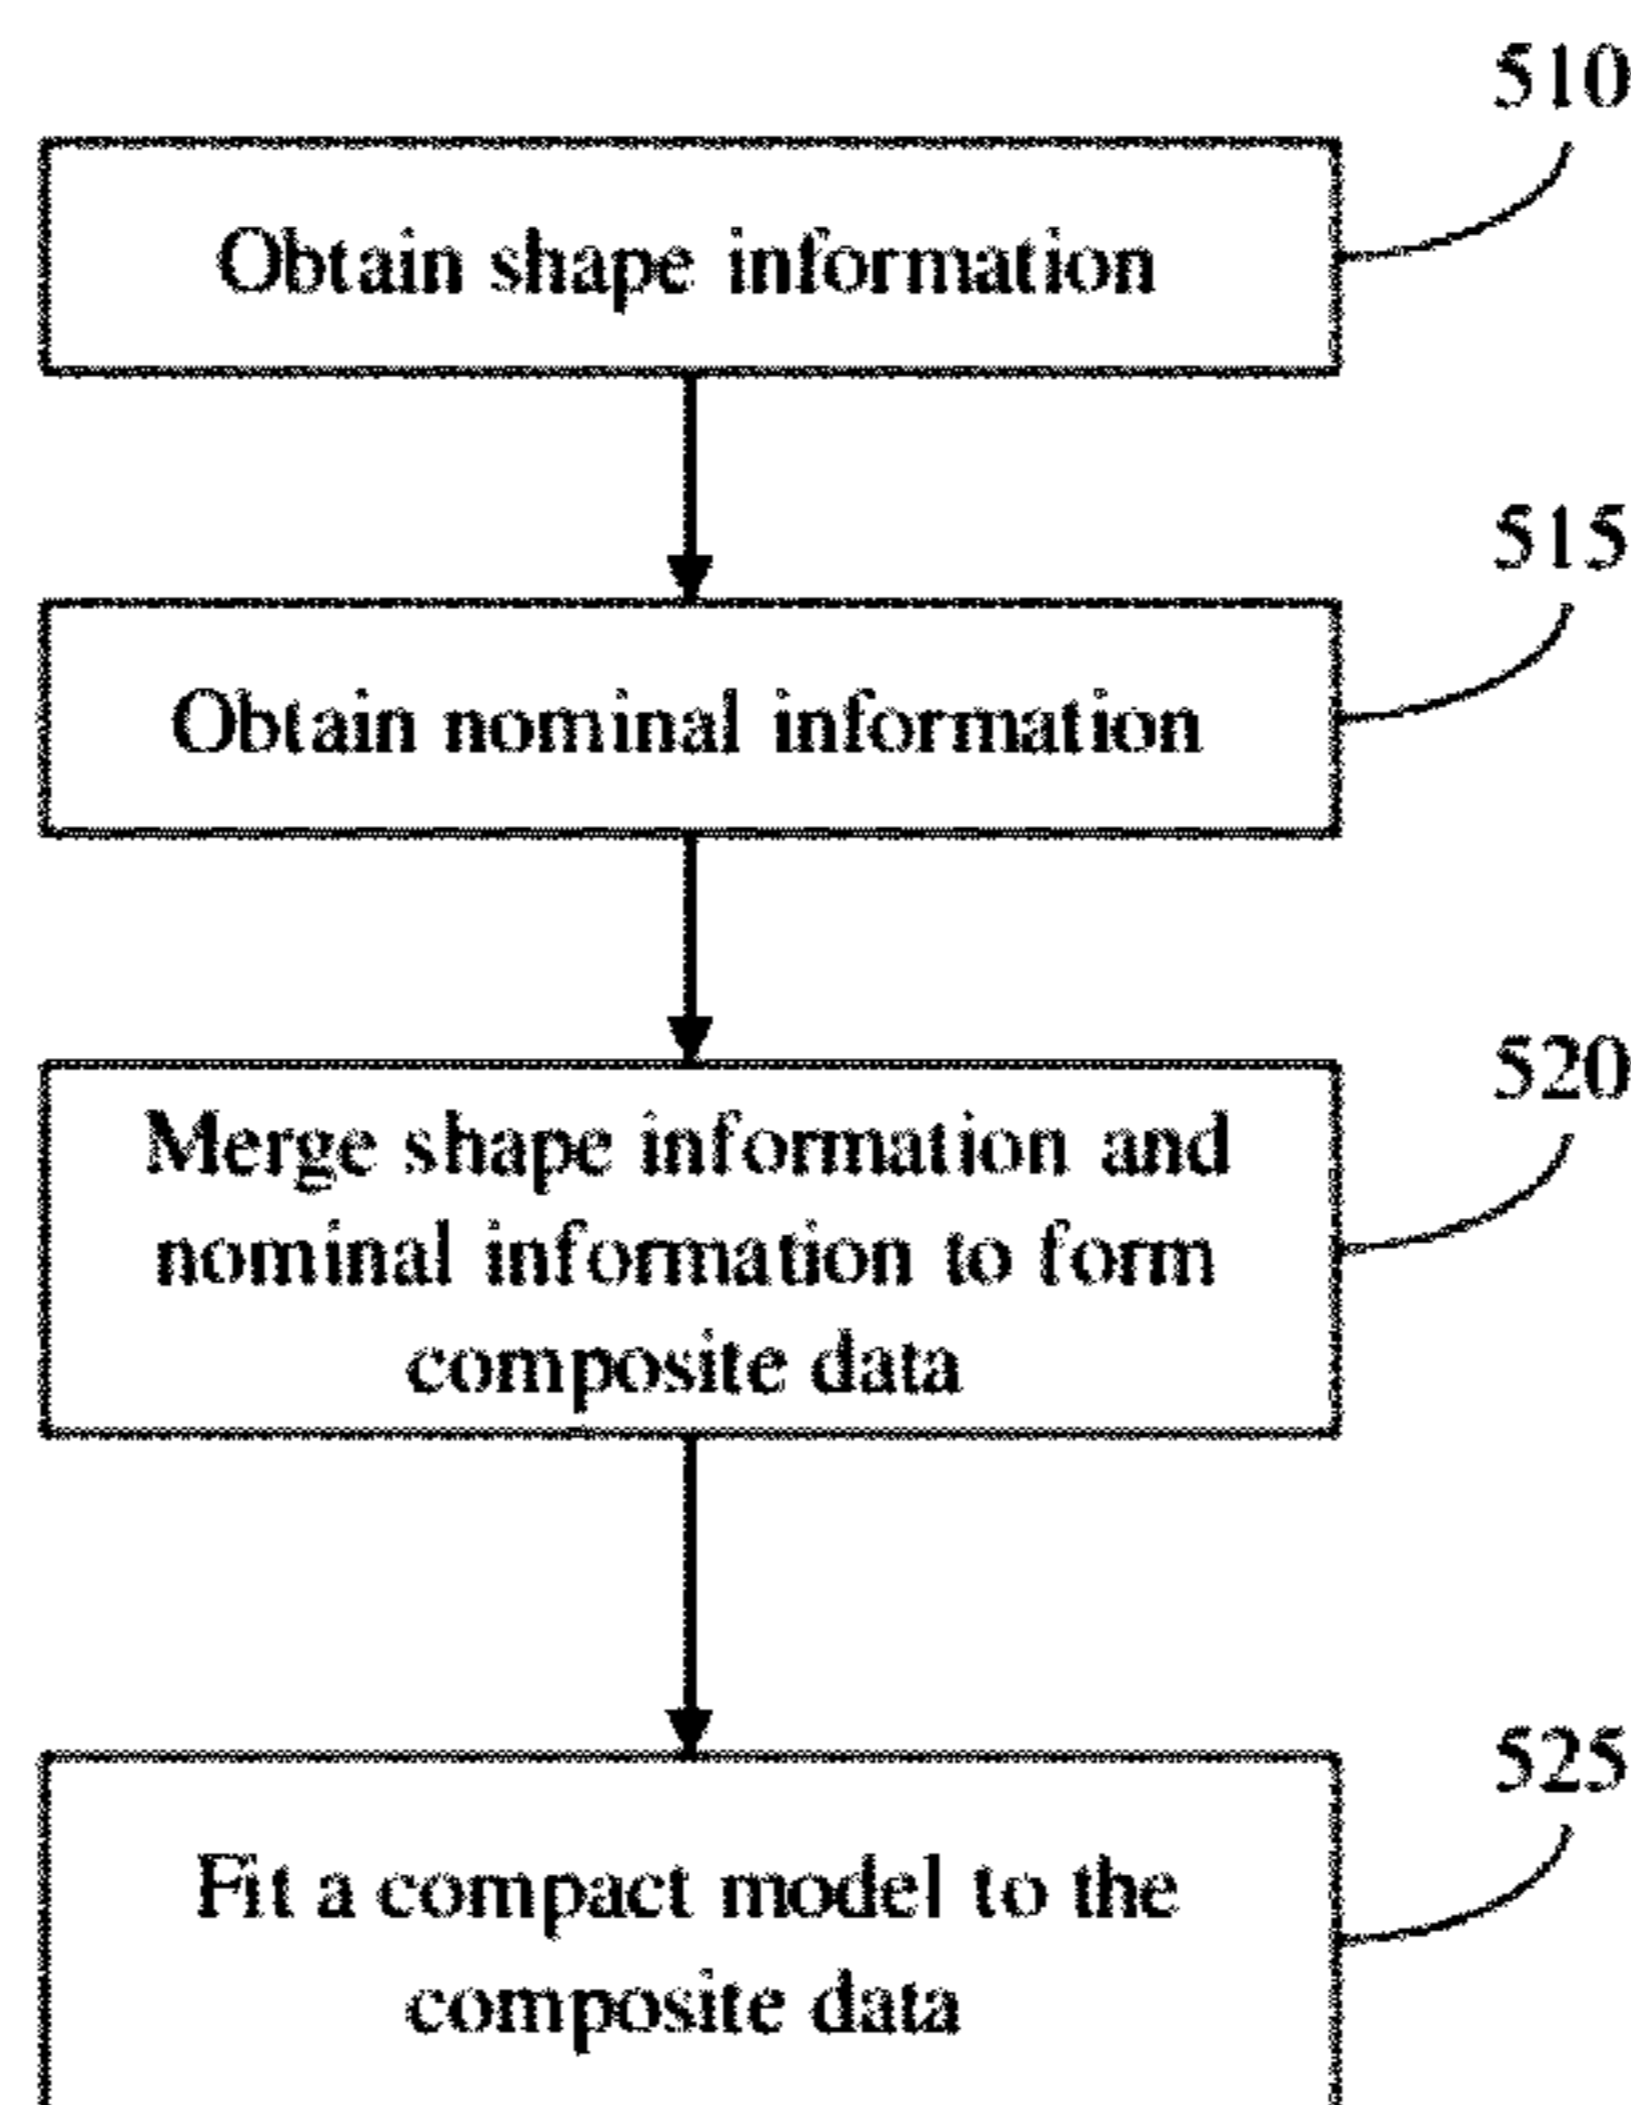 510
Obtain shape information
515
Obtain nominal information
520
Merge shape information and
nominal information to form
composite data
525
Fit a compact model to the
composite data